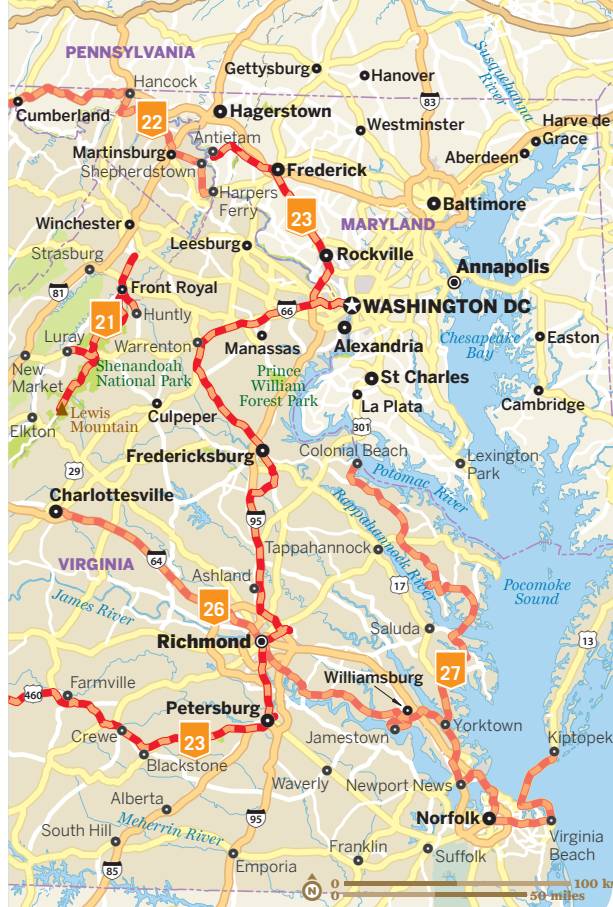 PENNSYLVANIA
Gettysburg
Hanover
Susquehanna
River
Hancock
83
Cumberland
22
Hagerstown
Westminster
Harve de
Grace
Antietam
Martinsburg
Shepherdstown
Aberdeen
Frederick
Harpers
Ferry
Baltimore
Winchester
23
MARYLAND
Leesburg
Strasburg
Rockville
Annapolis
81
Front Royal
66
WASHINGTON DC
21
Huntly
Alexandria
Chesapeake
Bay
Easton
Luray
Warrenton
Manassas
New
Market
Shenandoah
National Park
Prince
William
Forest Park
St Charles
La Plata
Cambridge
Lewis
Mountain
Culpeper
Elkton
301
Fredericksburg
Colonial Beach
Lexington
Park
29
Potomac River
Charlottesville
Rappahannock River
95
64
Tappahannock
VIRGINIA
Ashland
17
Pocomoke
Sound
James River
26
Saluda
13
Richmond
27
Williamsburg
460
Farmville
Petersburg
Yorktown
Kiptopeke
Crewe
23
Jamestown
Blackstone
Waverly
Newport News
Alberta
95
Norfolk
Meherrin River
South Hill
Virginia
Beach
Franklin
Suffolk
85
Emporia
N
0
100 km
0
50 miles